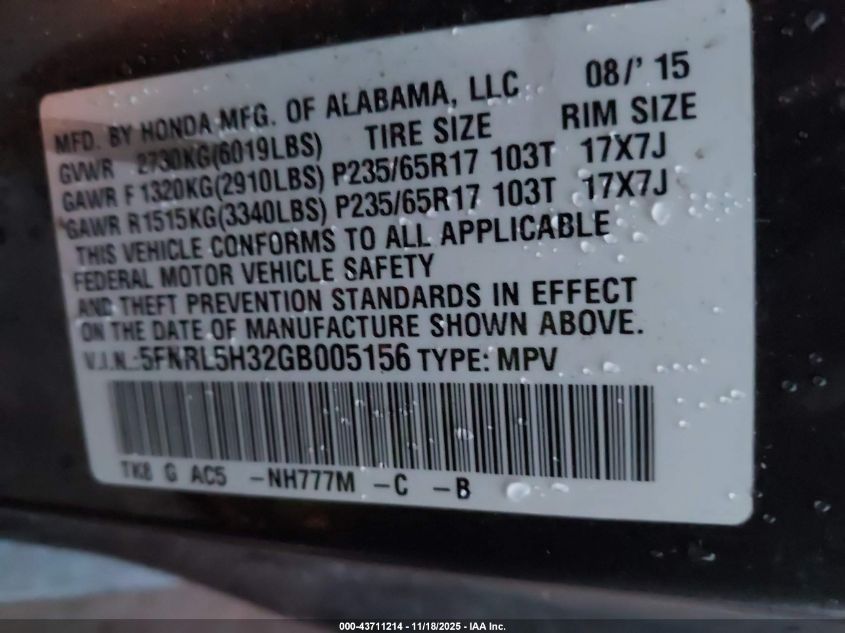 MFD. BY HONDA MFG. OF ALABAMA, LLC 08/' 15
GVWR 2730KG(6019LBS) TIRE SIZE RIM SIZE
GAWR F 1320KG(2910LBS) P235/65R17 103T 17X7J
GAWR R1515KG(3340LBS) P235/65R17 103T 17X7J
THIS VEHICLE CONFORMS TO ALL APPLICABLE
FEDERAL MOTOR VEHICLE SAFETY
AND THEFT PREVENTION STANDARDS IN EFFECT
ON THE DATE OF MANUFACTURE SHOWN ABOVE.
V.I.N.:5FNRL5H32GB005156 TYPE: MPV
TK8 G AC5 -NH777M -C -B
000-43711214 - 11/18/2025 - IAA Inc.